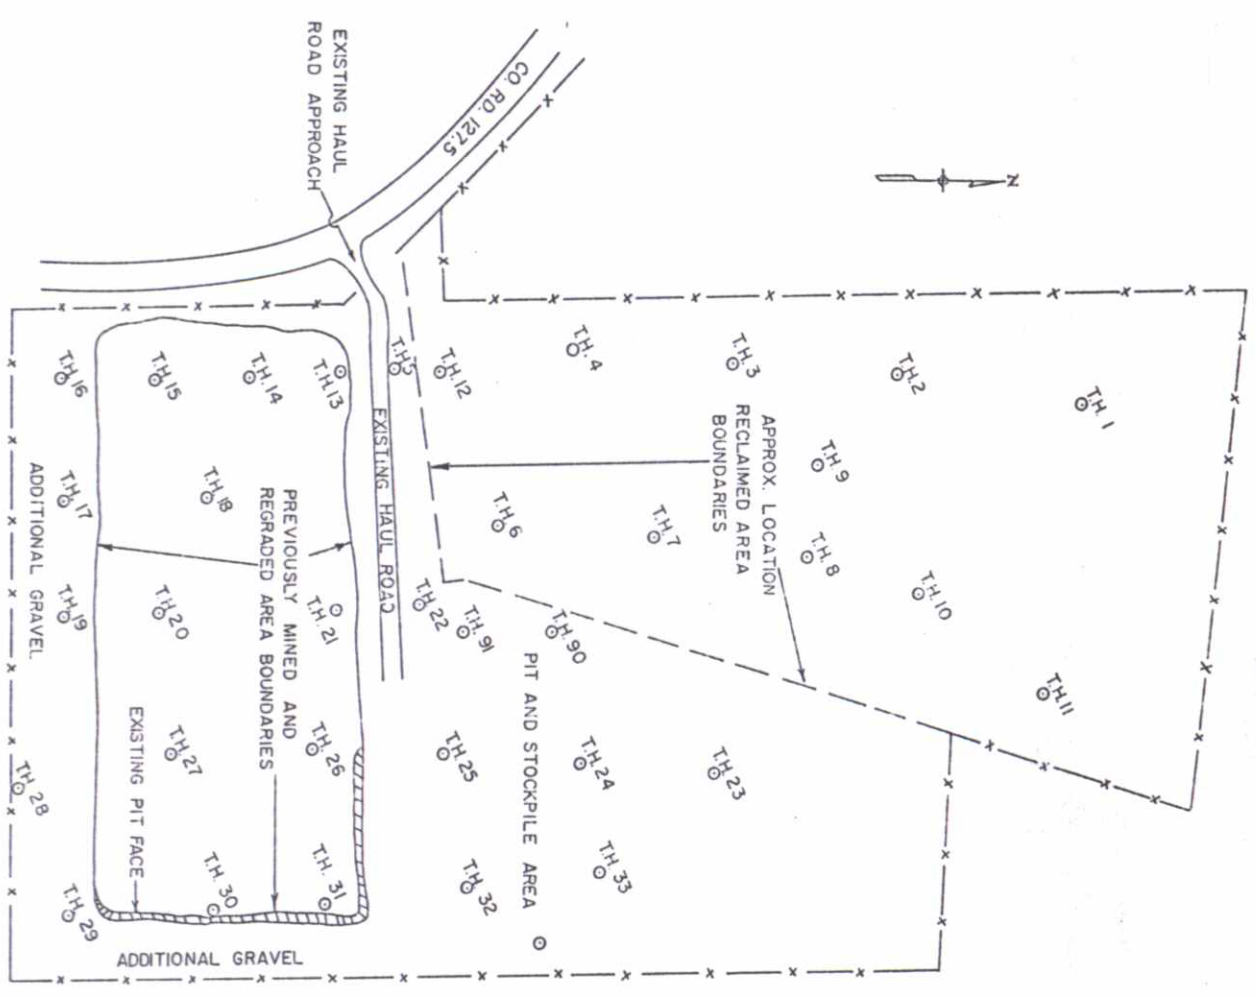 CO. RD. 127.5
EXISTING HAUL
ROAD APPROACH
N
T.H. 1
T.H. 2
T.H. 3
T.H. 4
T.H. 12
T.H. 5
T.H. 13
T.H. 14
T.H. 15
T.H. 16
T.H. 9
T.H. 8
T.H. 10
T.H. 11
T.H. 7
T.H. 6
APPROX. LOCATION
RECLAIMED AREA
BOUNDARIES
EXISTING HAUL ROAD
T.H. 18
T.H. 17
PREVIOUSLY MINED AND
REGRADED AREA BOUNDARIES
ADDITIONAL GRAVEL
T.H. 22
T.H. 91
T.H. 90
T.H. 21
T.H. 20
T.H. 19
PIT AND STOCKPILE AREA
T.H. 23
T.H. 24
T.H. 25
T.H. 26
T.H. 27
TH. 28
EXISTING PIT FACE
T.H. 33
T.H. 32
T.H. 31
T.H. 30
T.H. 29
ADDITIONAL GRAVEL